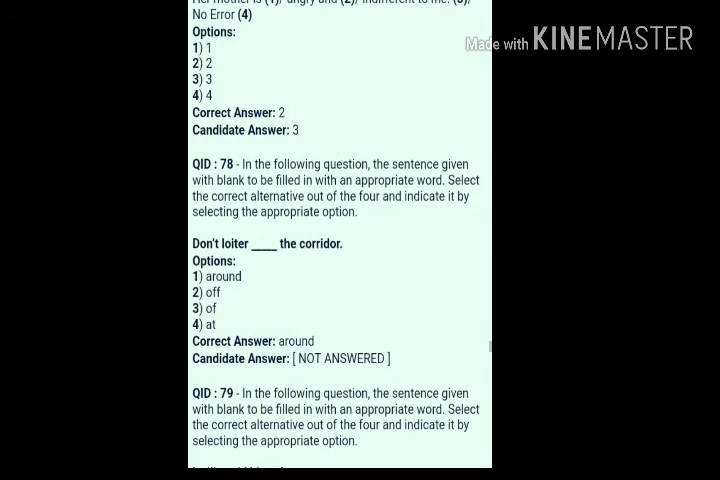 Made with KINEMASTER
No Error (4)
Options:
1) 1
2) 2
3) 3
4) 4
Correct Answer: 2
Candidate Answer: 3
QID : 78 - In the following question, the sentence given
with blank to be filled in with an appropriate word. Select
the correct alternative out of the four and indicate it by
selecting the appropriate option.
Don't loiter _____ the corridor.
Options:
1) around
2) off
3) of
4) at
Correct Answer: around
Candidate Answer: [ NOT ANSWERED ]
QID : 79 - In the following question, the sentence given
with blank to be filled in with an appropriate word. Select
the correct alternative out of the four and indicate it by
selecting the appropriate option.